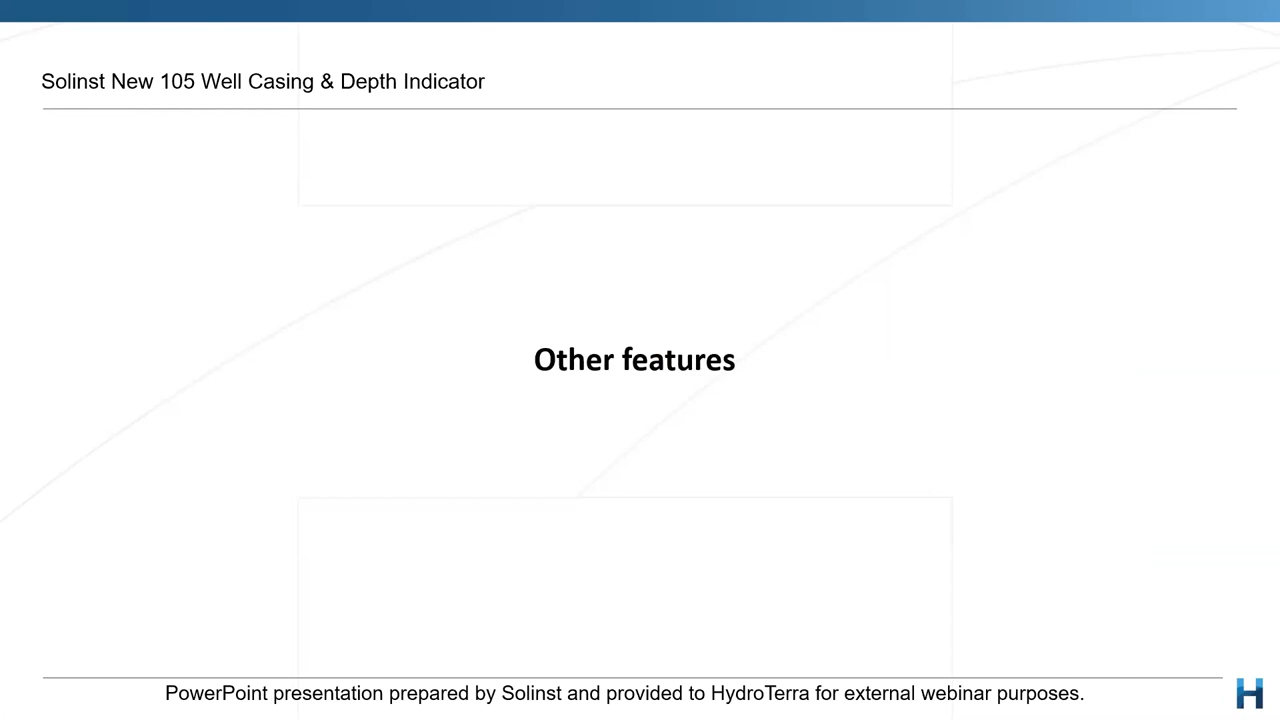 Solinst New 105 Well Casing & Depth Indicator
Other features
PowerPoint presentation prepared by Solinst and provided to HydroTerra for external webinar purposes.
H